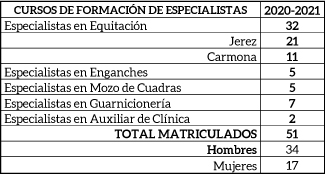 CURSOS DE FORMACIÓN DE ESPECIALISTAS 2020-2021
Especialistas en Equitación 32
Jerez 21
Carmona 11
Especialistas en Enganches 5
Especialistas en Mozo de Cuadras 5
Especialistas en Guarnicionería 7
Especialistas en Auxiliar de Clínica 2
TOTAL MATRICULADOS 51
Hombres 34
Mujeres 17